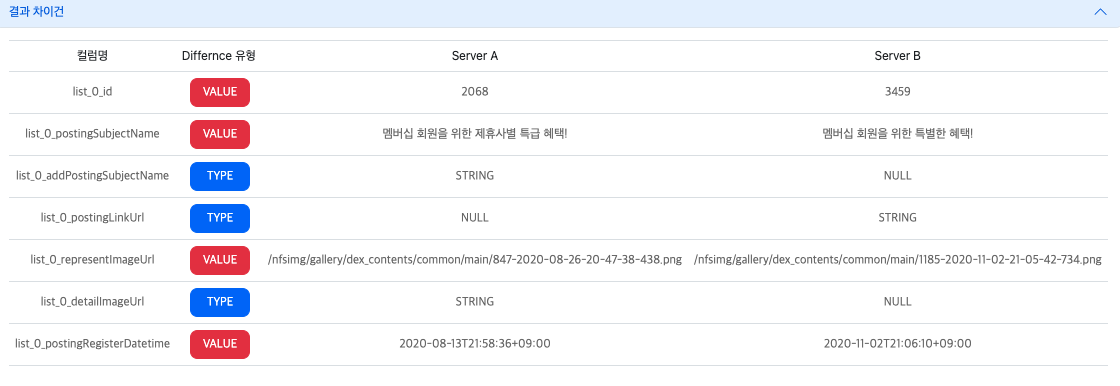 결과 차이건
컬럼명 Differnce 유형 Server A Server B
list_0_id VALUE 2068 3459
list_0_postingSubjectName VALUE 멤버십 회원을 위한 제휴사별 특급 혜택! 멤버십 회원을 위한 특별한 혜택!
list_0_addPostingSubjectName TYPE STRING NULL
list_0_postingLinkUrl TYPE NULL STRING
list_0_representImageUrl VALUE /nfsimg/gallery/dex_contents/common/main/847-2020-08-26-20-47-38-438.png /nfsimg/gallery/dex_contents/common/main/1185-2020-11-02-21-05-42-734.png
list_0_detailImageUrl TYPE STRING NULL
list_0_postingRegisterDatetime VALUE 2020-08-13T21:58:36+09:00 2020-11-02T21:06:10+09:00